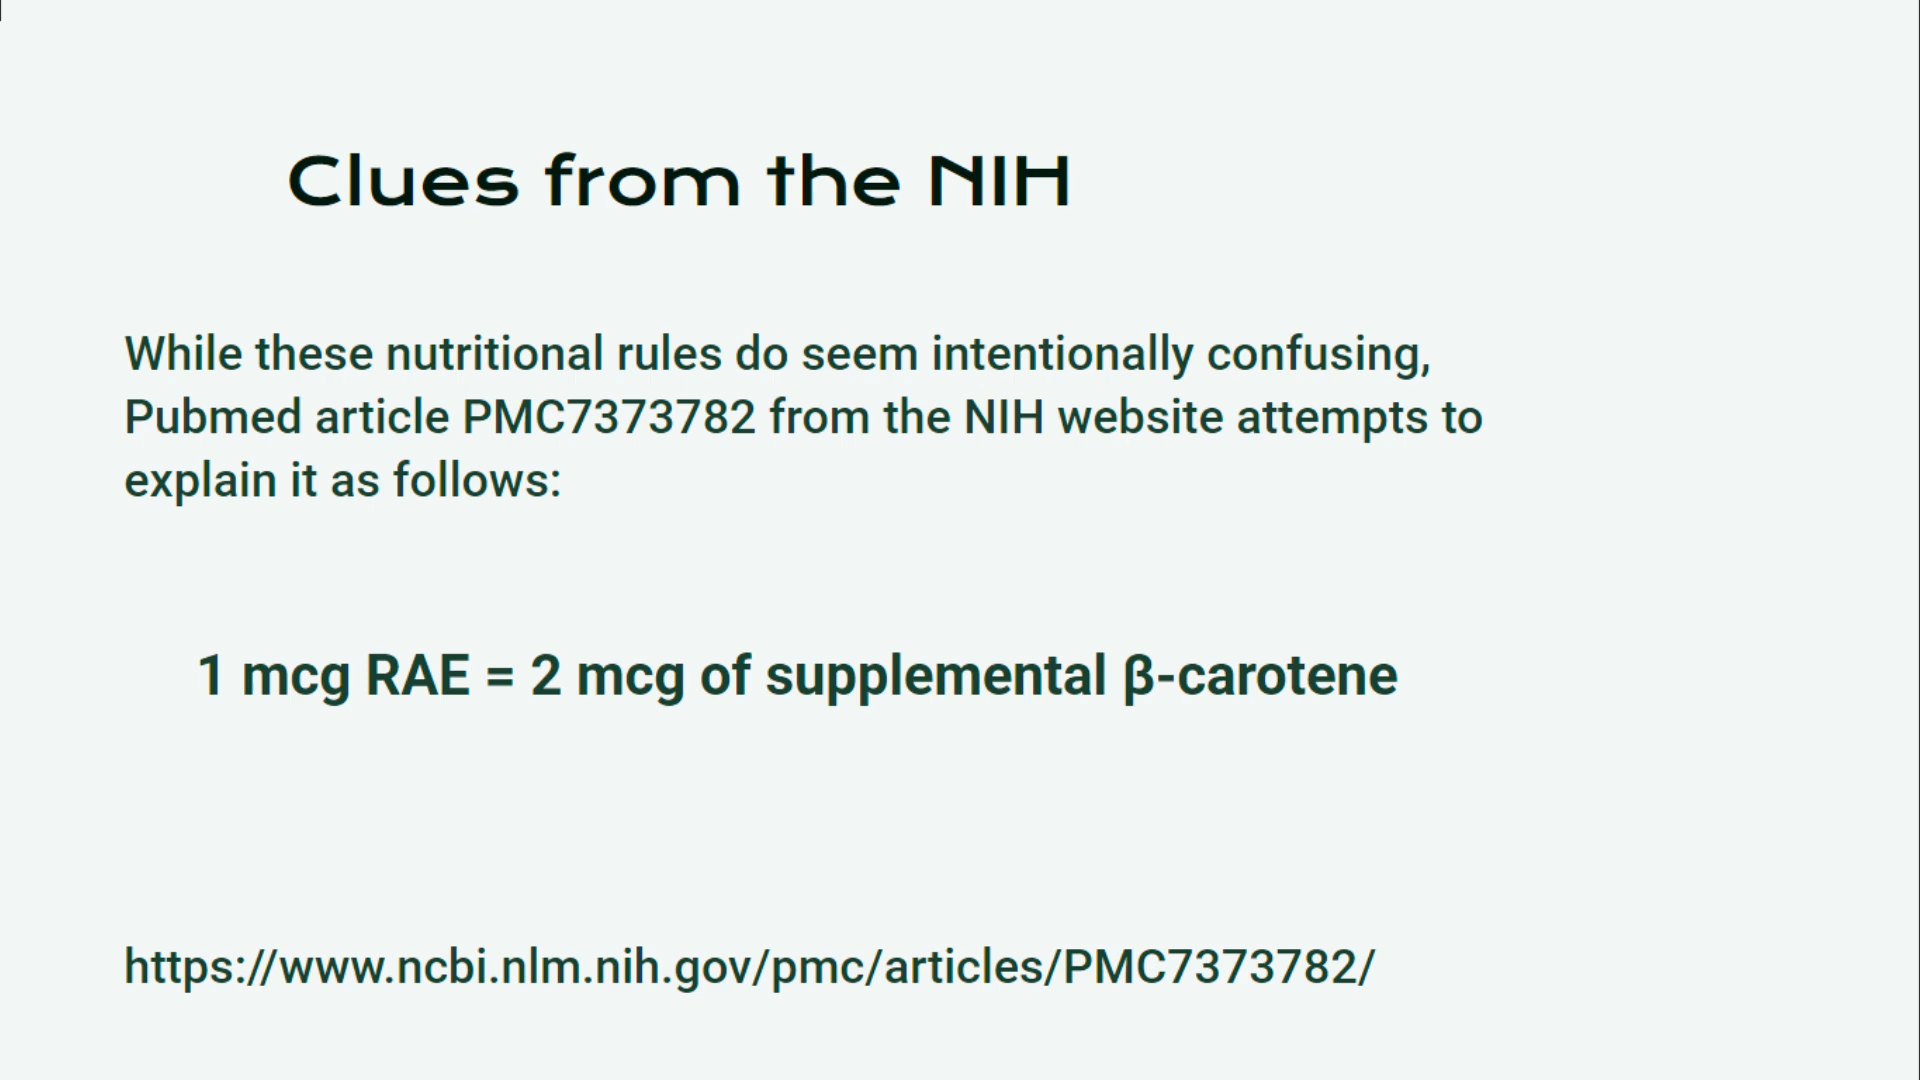 Clues from the NIH
While these nutritional rules do seem intentionally confusing,
Pubmed article PMC7373782 from the NIH website attempts to
explain it as follows:
1 mcg RAE = 2 mcg of supplemental β-carotene
https://www.ncbi.nlm.nih.gov/pmc/articles/PMC7373782/